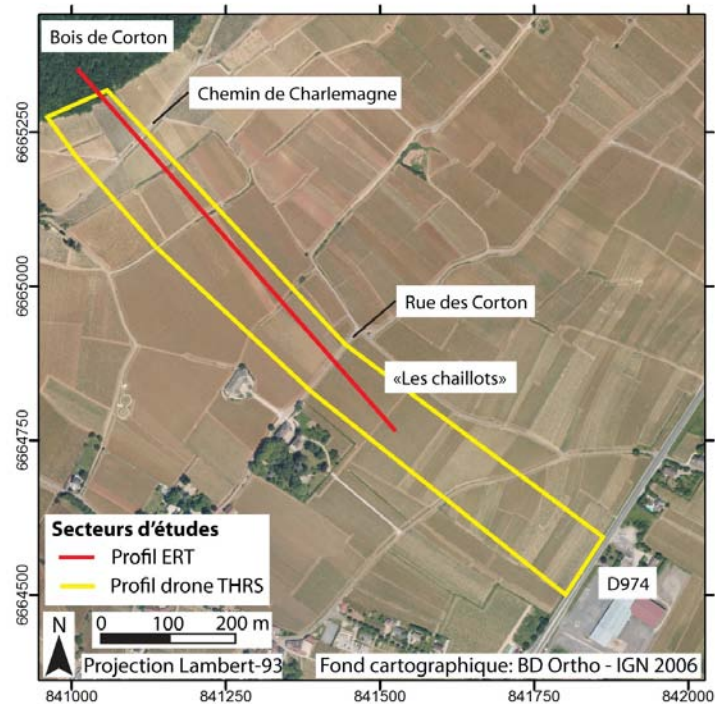 Bois de Corton
Chemin de Charlemagne
6665250
6665000
Rue des Corton
«Les chaillots»
6664750
Secteurs d'études
Profil ERT
Profil drone THRS
6664500
D974
N
0 100 200 m
Projection Lambert-93
Fond cartographique: BD Ortho - IGN 2006
841000 841250 841500 841750 842000